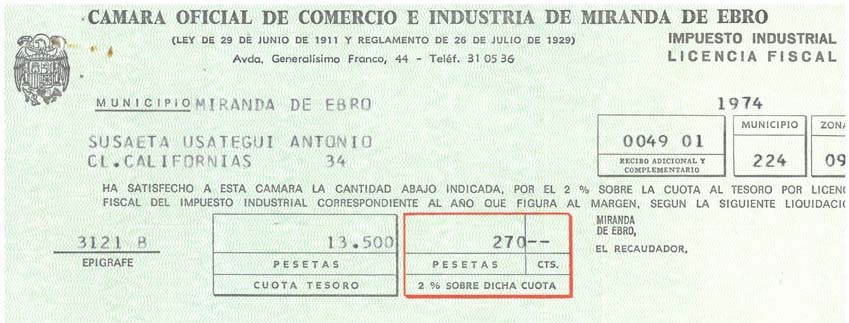 CAMARA OFICIAL DE COMERCIO E INDUSTRIA DE MIRANDA DE EBRO
(LEY DE 29 DE JUNIO DE 1911 Y REGLAMENTO DE 26 DE JULIO DE 1929)
IMPUESTO INDUSTRIAL
Avda. Generalísimo Franco, 44 - Teléf. 31 05 36
LICENCIA FISCAL
MUNICIPIO MIRANDA DE EBRO
1974
SUSAETA USATEGUI ANTONIO
CL.CALIFORNIAS 34
0049 01
RECIBO ADICIONAL Y
COMPLEMENTARIO
MUNICIPIO
224
ZONA
09
HA SATISFECHO A ESTA CAMARA LA CANTIDAD ABAJO INDICADA, POR EL 2 % SOBRE LA CUOTA AL TESORO POR LICEN
FISCAL DEL IMPUESTO INDUSTRIAL CORRESPONDIENTE AL AÑO QUE FIGURA AL MARGEN, SEGUN LA SIGUIENTE LIQUIDACI
MIRANDA
DE EBRO,
EL RECAUDADOR,
3121 B
EPIGRAFE
13.500
PESETAS
CUOTA TESORO
270--
PESETAS CTS.
2 % SOBRE DICHA CUOTA